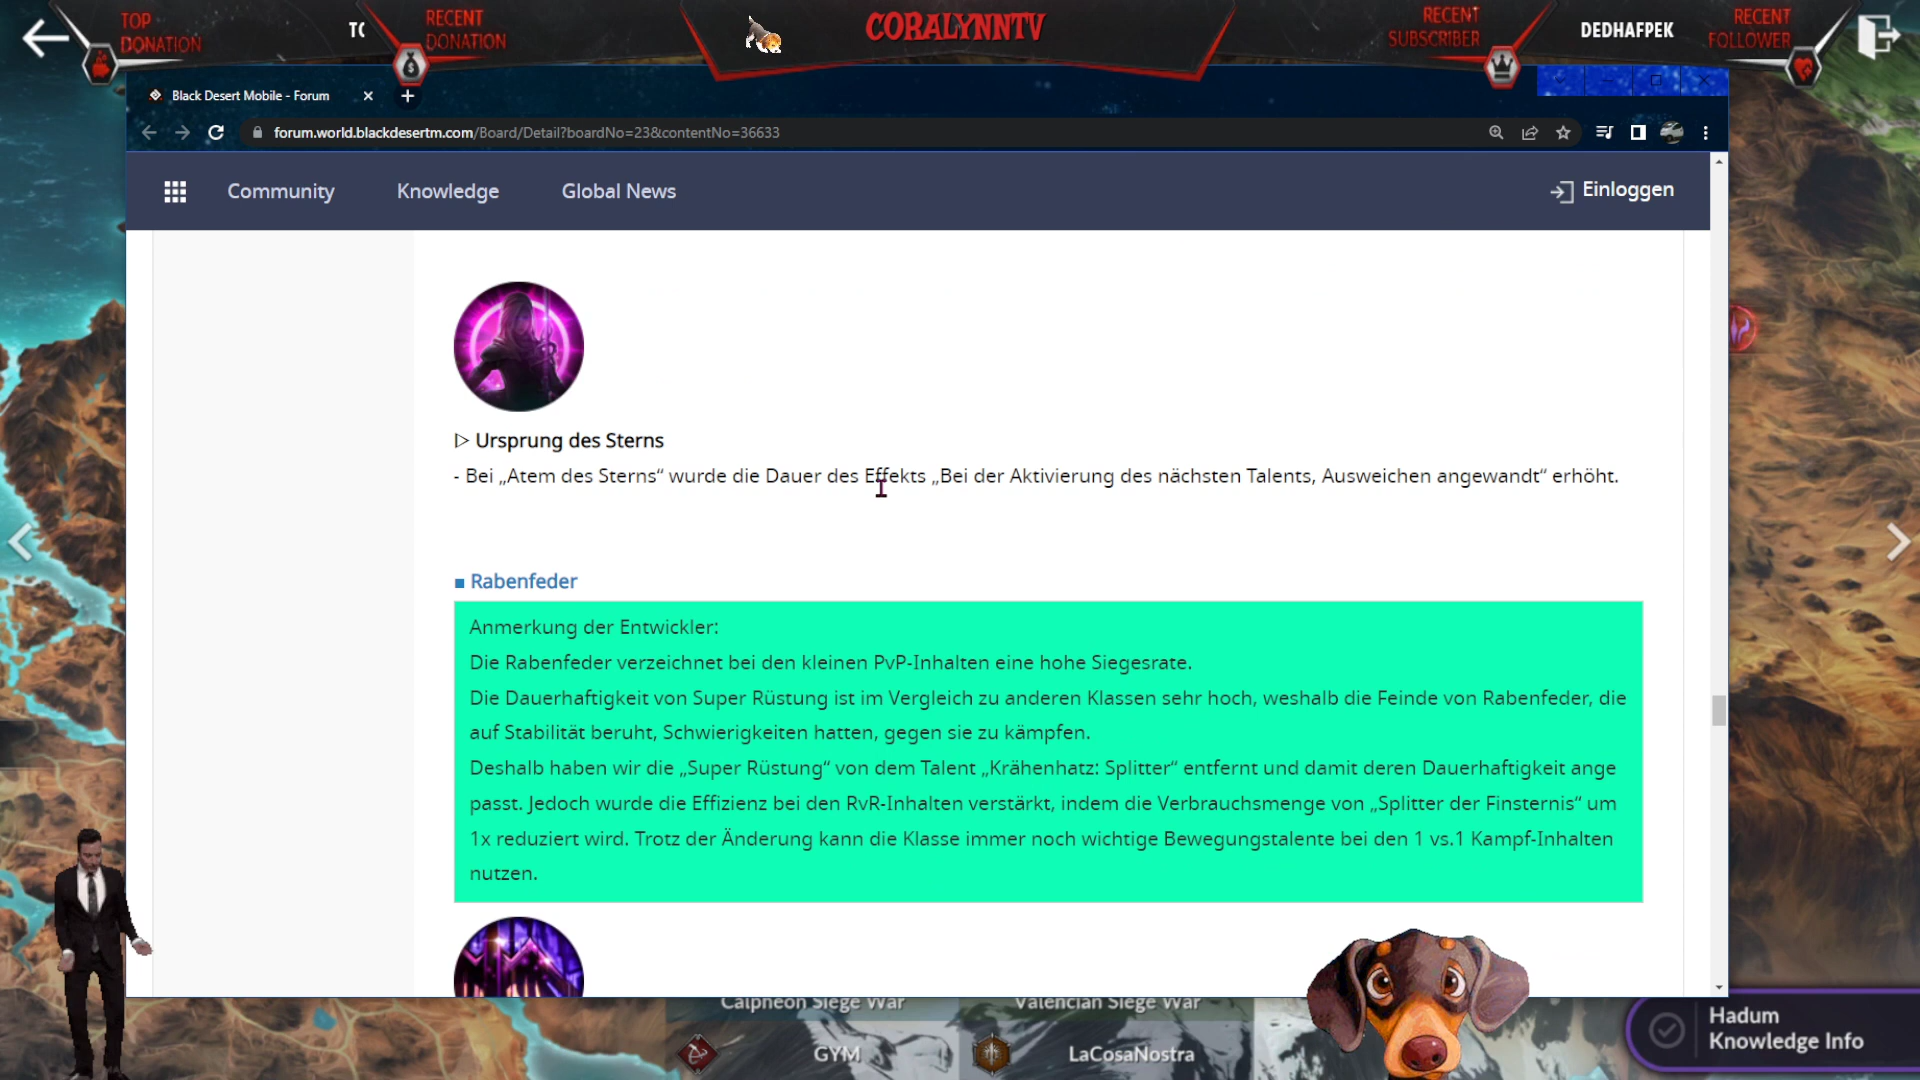 TOP
DONATION
TO
RECENT
DONATION
CORALYNNTV
RECENT
SUBSCRIBER
DEDHAFPEK
RECENT
FOLLOWER
Black Desert Mobile - Forum
forum.world.blackdesertm.com/Board/Detail?boardNo=23&contentNo=36633
Community
Knowledge
Global News
Einloggen
▷ Ursprung des Sterns
- Bei „Atem des Sterns“ wurde die Dauer des Effekts „Bei der Aktivierung des nächsten Talents, Ausweichen angewandt“ erhöht.
■ Rabenfeder
Anmerkung der Entwickler:
Die Rabenfeder verzeichnet bei den kleinen PvP-Inhalten eine hohe Siegesrate.
Die Dauerhaftigkeit von Super Rüstung ist im Vergleich zu anderen Klassen sehr hoch, weshalb die Feinde von Rabenfeder, die
auf Stabilität beruht, Schwierigkeiten hatten, gegen sie zu kämpfen.
Deshalb haben wir die „Super Rüstung“ von dem Talent „Krähenhatz: Splitter“ entfernt und damit deren Dauerhaftigkeit ange
passt. Jedoch wurde die Effizienz bei den RvR-Inhalten verstärkt, indem die Verbrauchsmenge von „Splitter der Finsternis“ um
1x reduziert wird. Trotz der Änderung kann die Klasse immer noch wichtige Bewegungstalente bei den 1 vs.1 Kampf-Inhalten
nutzen.
Calpheon Siege War
Valencian Siege War
GYM
LaCosaNostra
Hadum
Knowledge Info